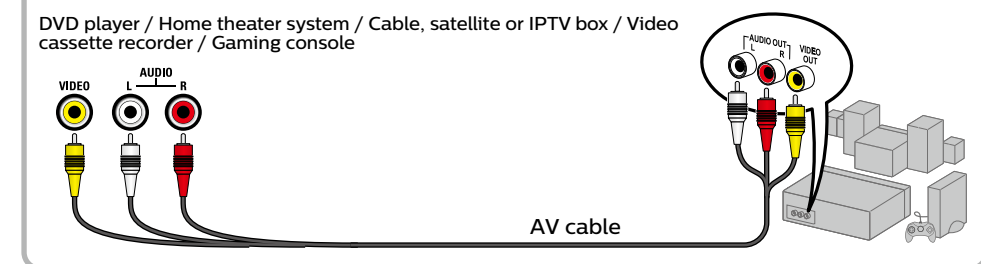 DVD player / Home theater system / Cable, satellite or IPTV box / Video
cassette recorder / Gaming console
AUDIO
VIDEO L R
AUDIO OUT
L R
VIDEO
OUT
AV cable